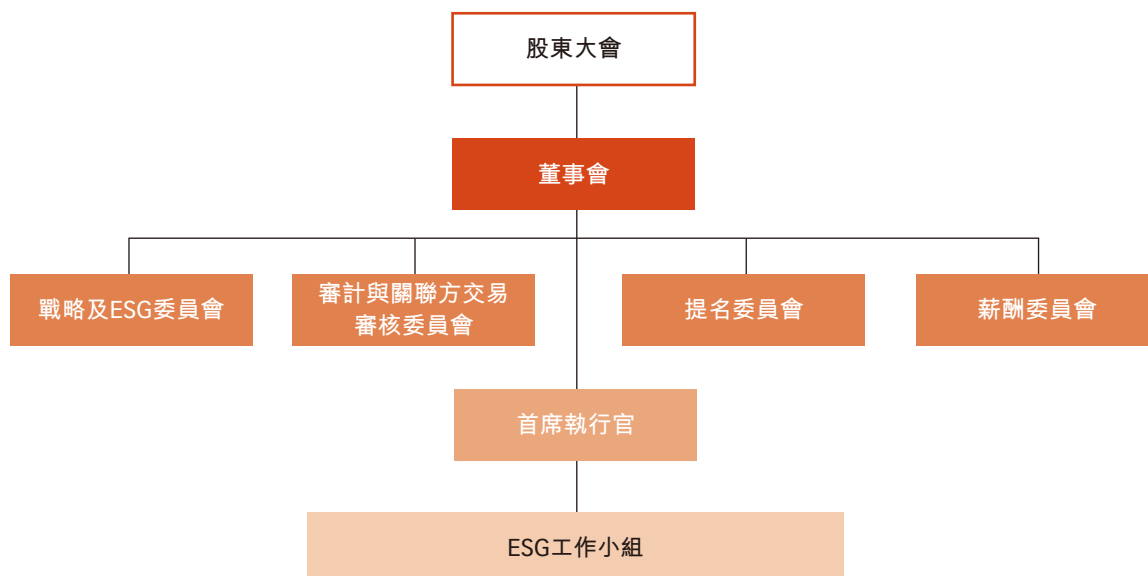 股東大會
董事會
戰略及ESG委員會
審計與關聯方交易
審核委員會
提名委員會
薪酬委員會
首席執行官
ESG工作小組